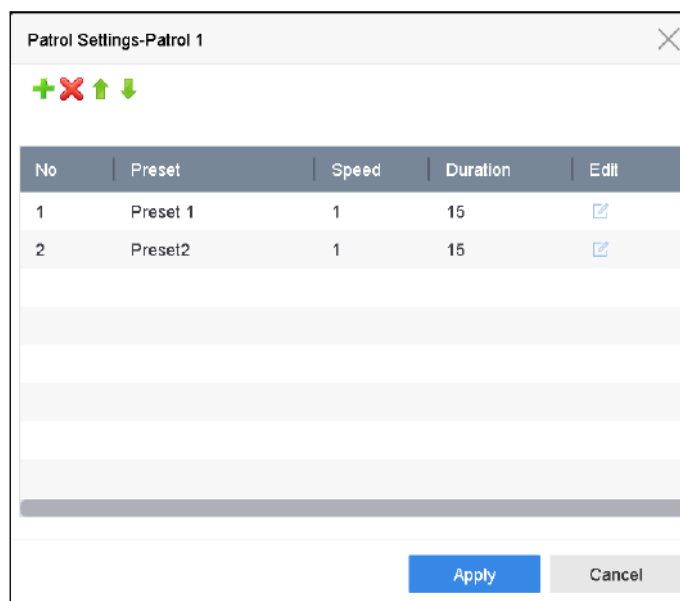 Patrol Settings-Patrol 1
No Preset Speed Duration Edit
1 Preset 1 1 15
2 Preset2 1 15
Apply Cancel